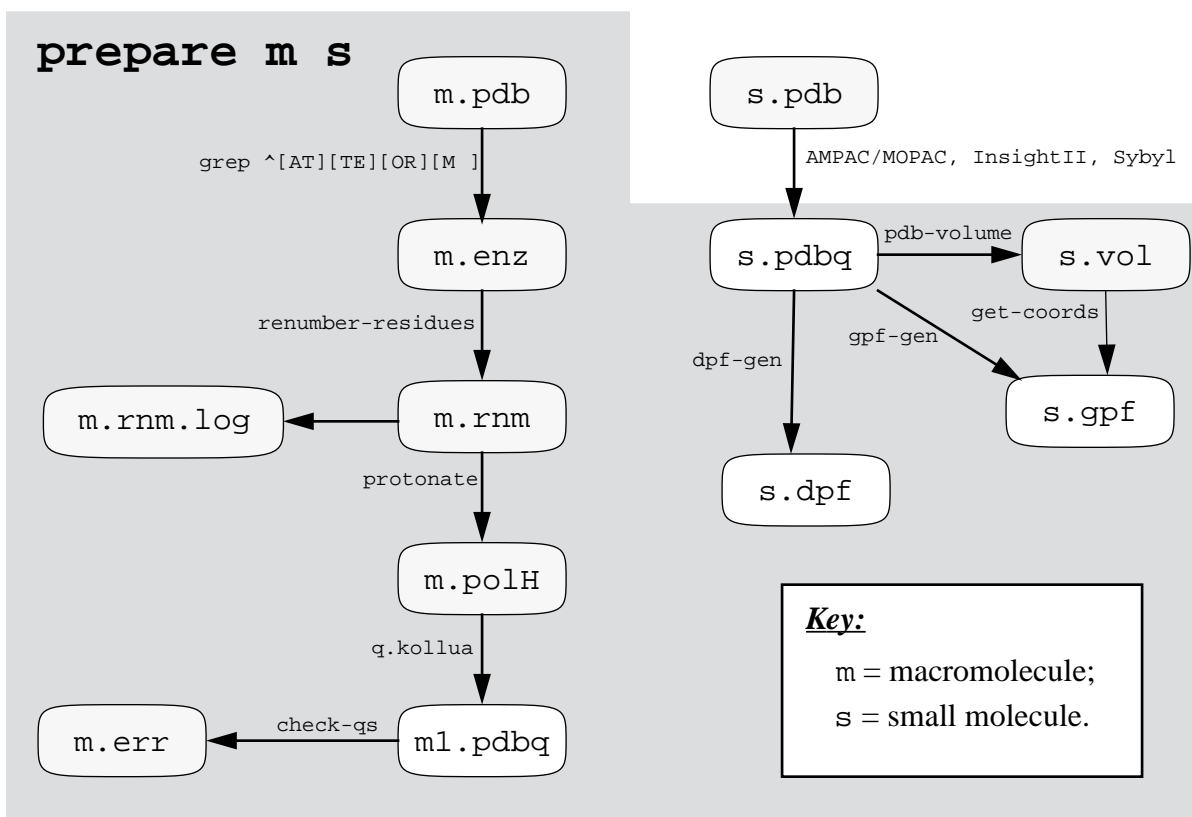 prepare m s
m.pdb
s.pdb
grep ^[AT][TE][OR][M ]
AMPAC/MOPAC, InsightII, Sybyl
m.enz
s.pdbq
pdb-volume
s.vol
renumber-residues
dpf-gen
gpf-gen
get-coords
m.rnm.log
m.rnm
s.gpf
protonate
s.dpf
m.polH
q.kollua
Key:
m = macromolecule;
s = small molecule.
m.err
check-qs
m1.pdbq